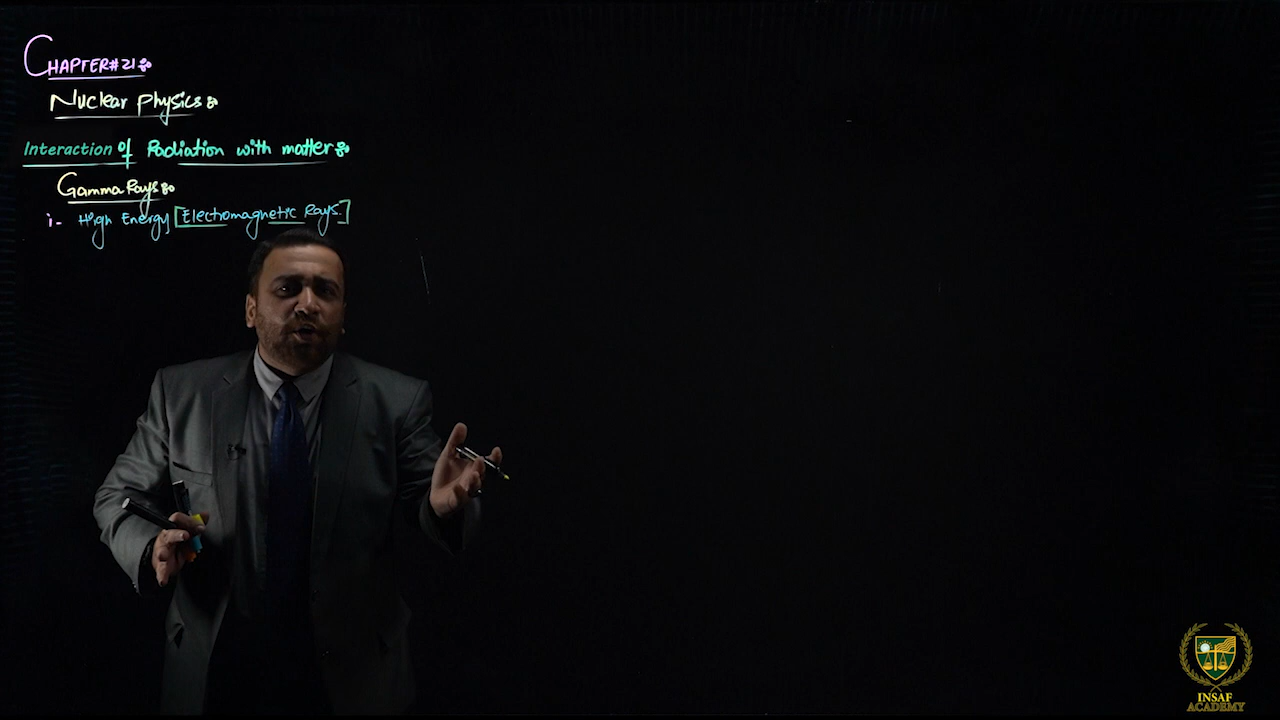 CHAPTER#21:
Nuclear Physics:
Interaction of Radiation with matter:
Gamma Rays:
i- High Energy [Electromagnetic Rays.]
INSAF
ACADEMY